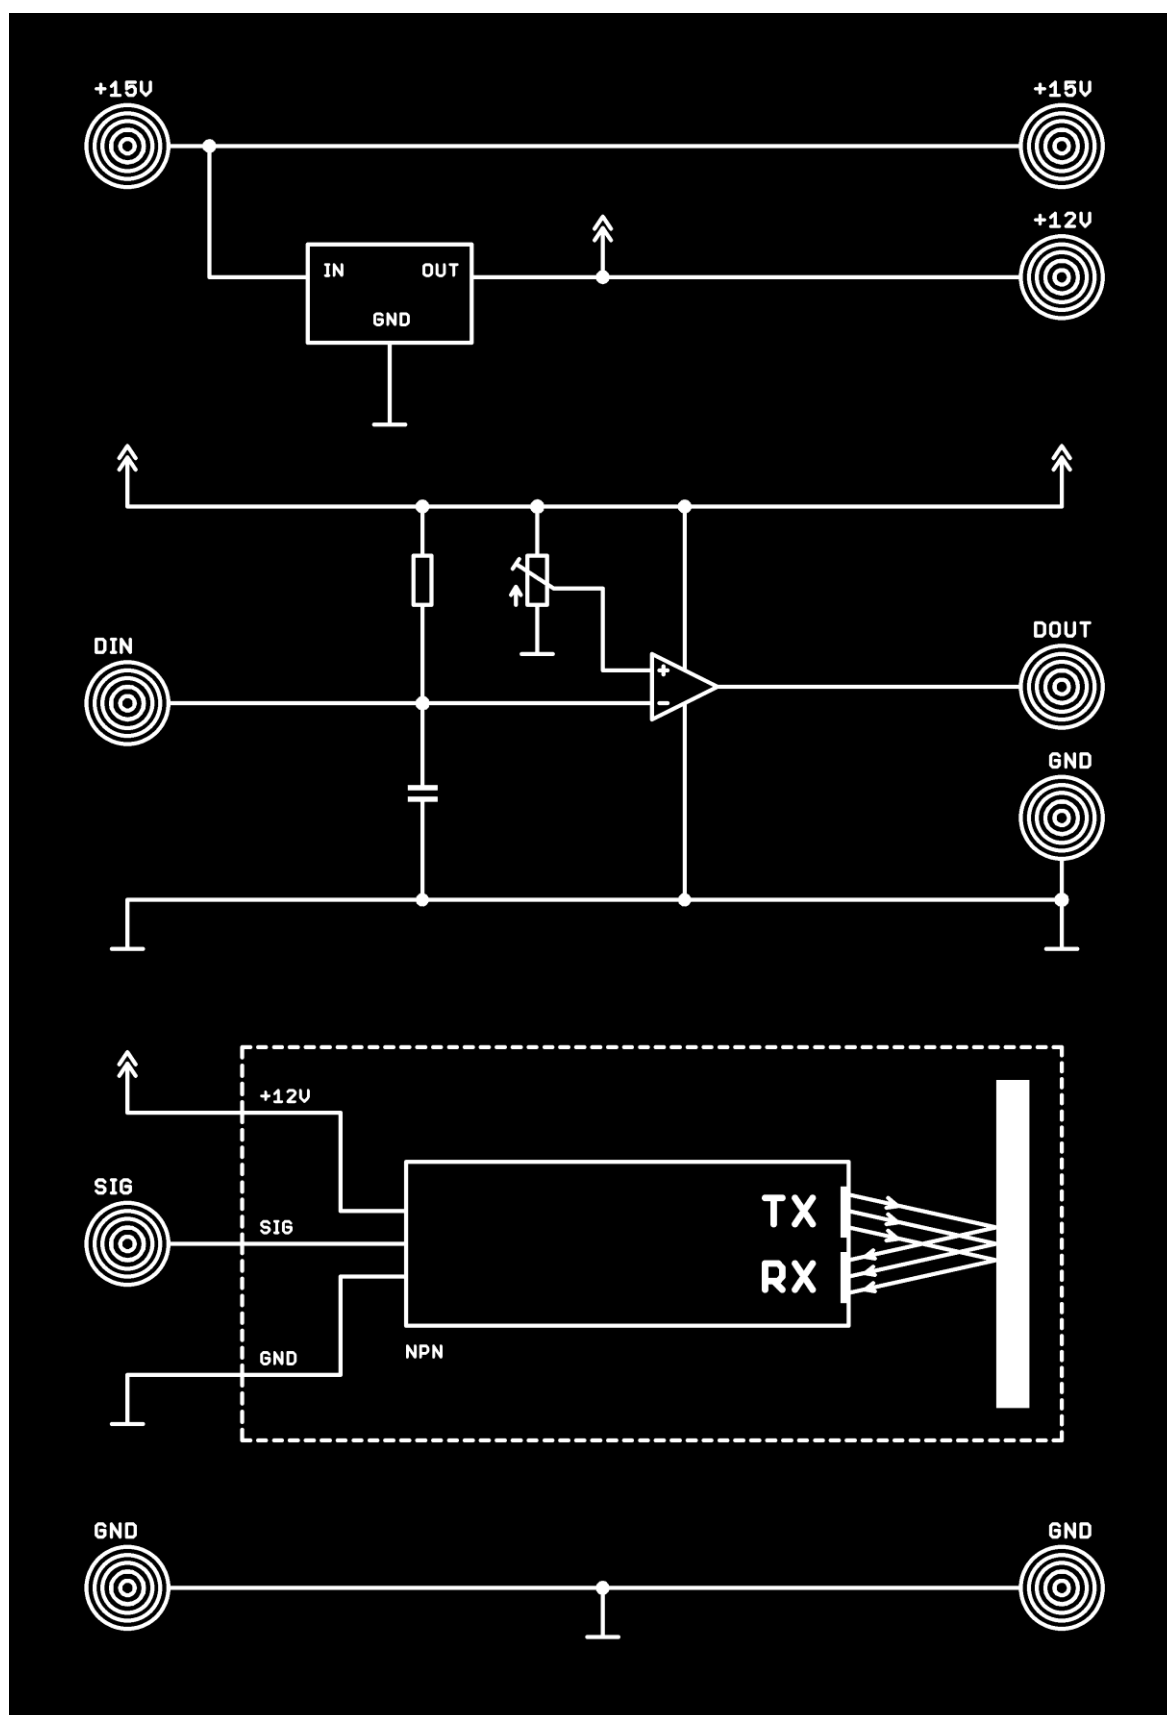 +15V
+15V
+12V
IN
OUT
GND
DIN
DOUT
+
-
GND
+12V
SIG
SIG
TX
RX
GND
NPN
GND
GND